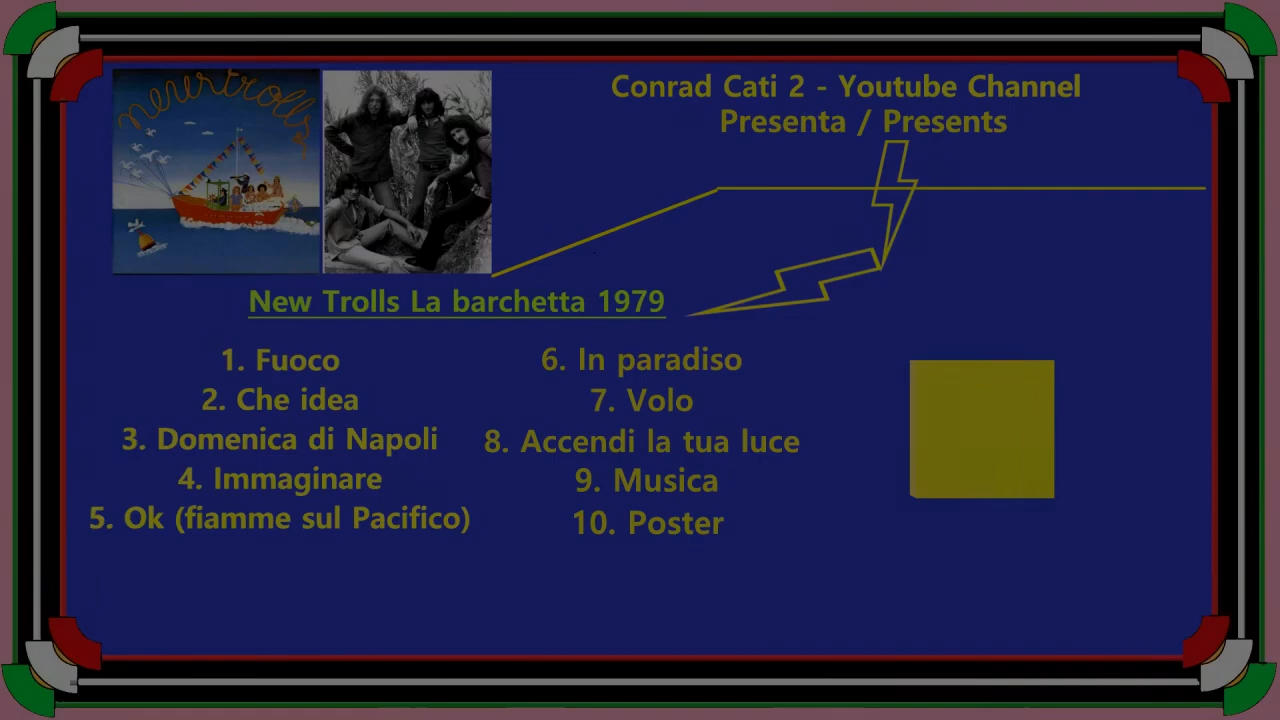 new trolls
Conrad Cati 2 - Youtube Channel
Presenta / Presents
New Trolls La barchetta 1979
1. Fuoco
2. Che idea
3. Domenica di Napoli
4. Immaginare
5. Ok (fiamme sul Pacifico)
6. In paradiso
7. Volo
8. Accendi la tua luce
9. Musica
10. Poster